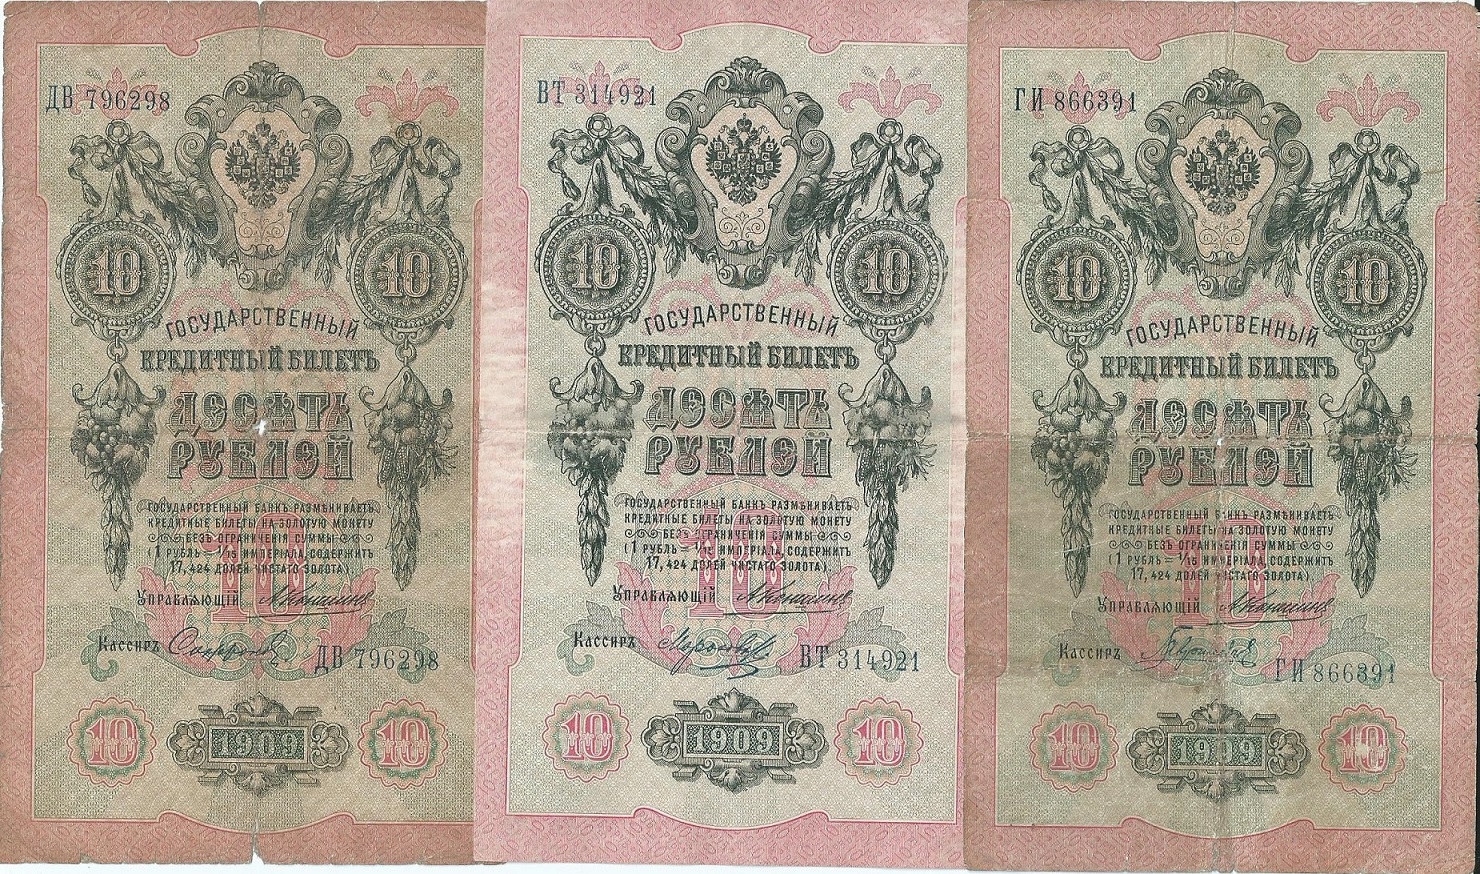 ДВ 796298
10 10
ГОСУДАРСТВЕННЫЙ
КРЕДИТНЫЙ БИЛЕТЪ
ДЕСЯТЬ
РУБЛЕЙ
ГОСУДАРСТВЕННЫЙ БАНКЪ РАЗМѢНИВАЕТЪ
КРЕДИТНЫЕ БИЛЕТЫ НА ЗОЛОТУЮ МОНЕТУ
БЕЗЪ ОГРАНИЧЕНІЯ СУММЫ
(1 РУБЛЬ = 1/15 ИМПЕРІАЛА, СОДЕРЖИТЪ
17,424 ДОЛЕЙ ЧИСТАГО ЗОЛОТА).
10
УПРАВЛЯЮЩІЙ
КАССИРЪ
ДВ 796298
10 1909 10
ВТ 314921
10 10
ГОСУДАРСТВЕННЫЙ
КРЕДИТНЫЙ БИЛЕТЪ
ДЕСЯТЬ
РУБЛЕЙ
ГОСУДАРСТВЕННЫЙ БАНКЪ РАЗМѢНИВАЕТЪ
КРЕДИТНЫЕ БИЛЕТЫ НА ЗОЛОТУЮ МОНЕТУ
БЕЗЪ ОГРАНИЧЕНІЯ СУММЫ
(1 РУБЛЬ = 1/15 ИМПЕРІАЛА, СОДЕРЖИТЪ
17,424 ДОЛЕЙ ЧИСТАГО ЗОЛОТА).
10
УПРАВЛЯЮЩІЙ
КАССИРЪ
ВТ 314921
10 1909 10
ГИ 866391
10 10
ГОСУДАРСТВЕННЫЙ
КРЕДИТНЫЙ БИЛЕТЪ
ДЕСЯТЬ
РУБЛЕЙ
ГОСУДАРСТВЕННЫЙ БАНКЪ РАЗМѢНИВАЕТЪ
КРЕДИТНЫЕ БИЛЕТЫ НА ЗОЛОТУЮ МОНЕТУ
БЕЗЪ ОГРАНИЧЕНІЯ СУММЫ
(1 РУБЛЬ = 1/15 ИМПЕРІАЛА, СОДЕРЖИТЪ
17,424 ДОЛЕЙ ЧИСТАГО ЗОЛОТА).
10
УПРАВЛЯЮЩІЙ
КАССИРЪ
ГИ 866391
10 1909 10